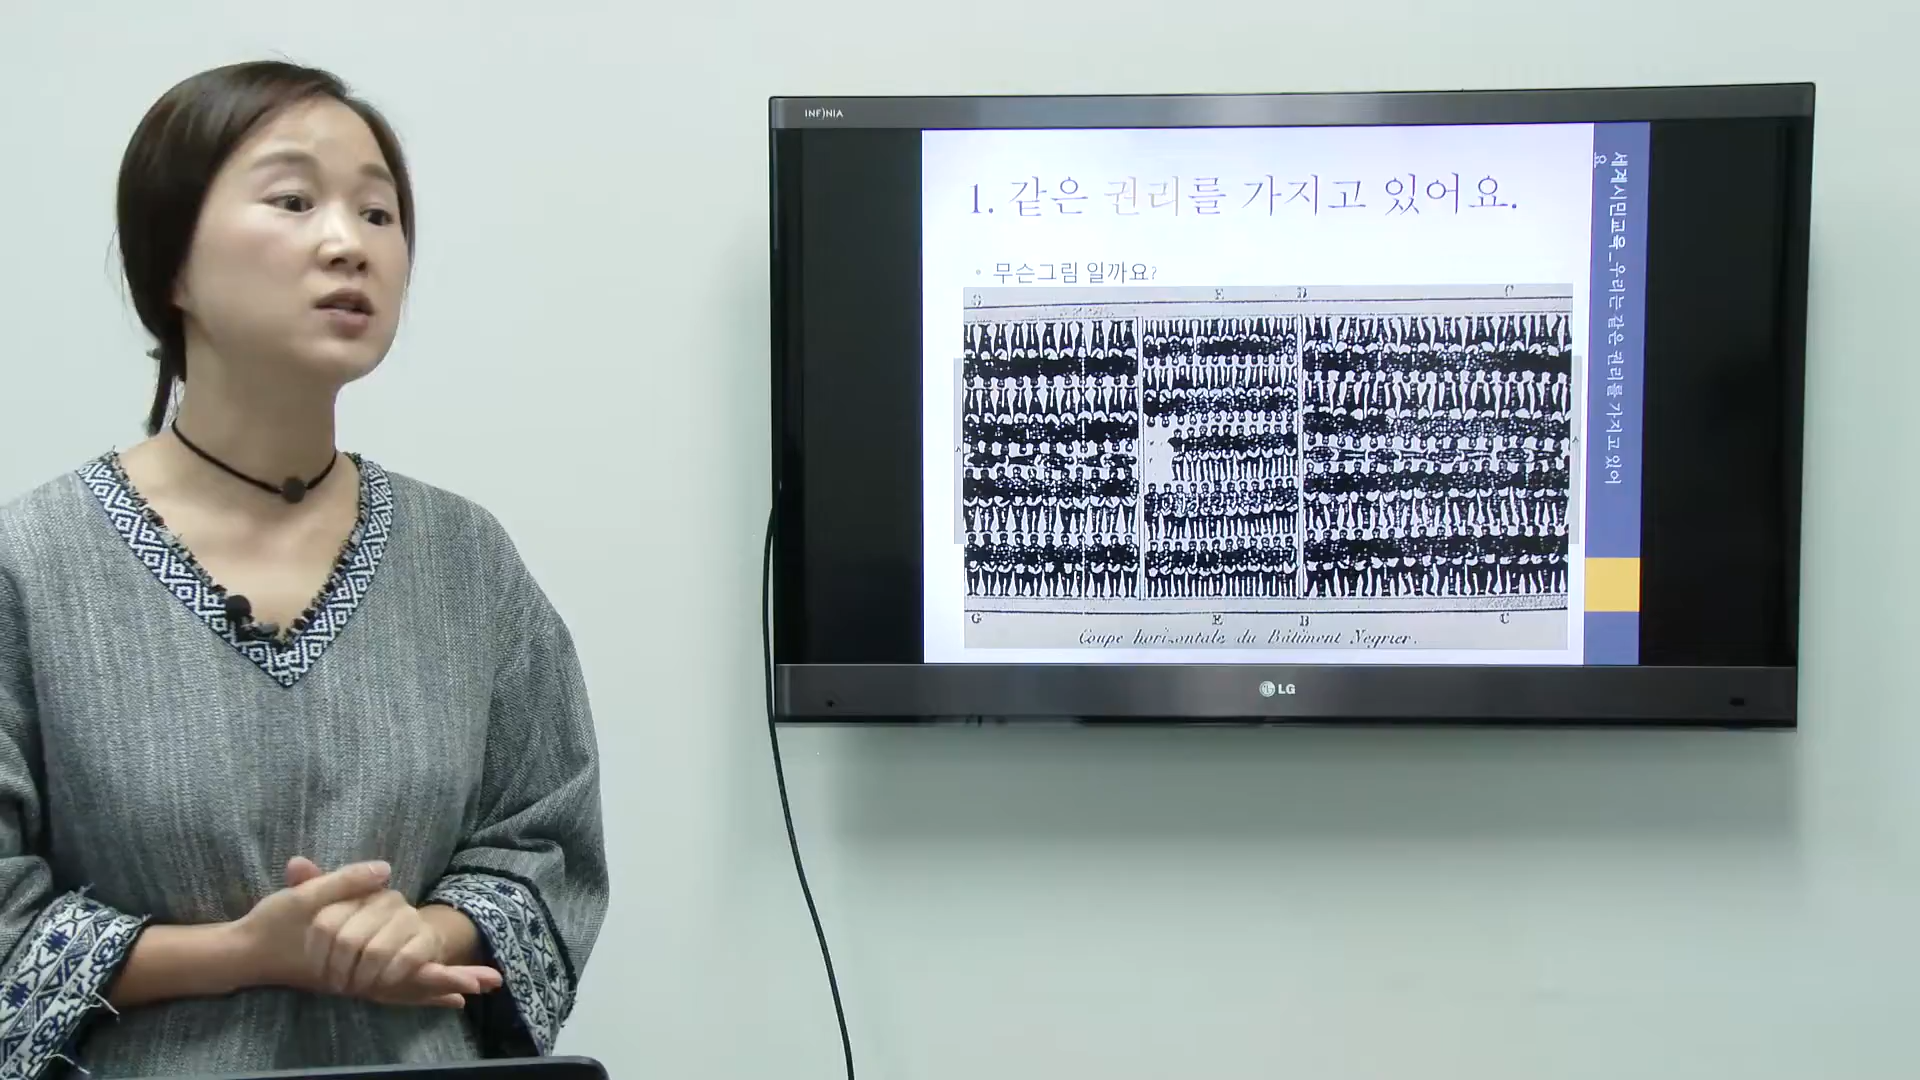 INFINIA
1. 같은 권리를 가지고 있어요.
• 무슨그림 일까요?
G E B C
G E B C
Coupe horizontale du Bâtiment Negrier.
세계시민교육_우리는 같은 권리를 가지고 있어
요
LG